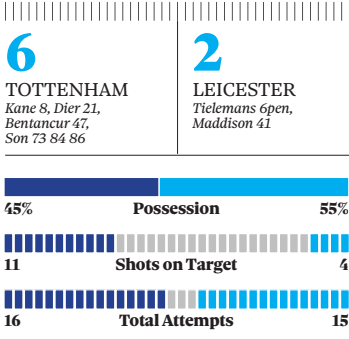 6
TOTTENHAM
Kane 8, Dier 21,
Bentancur 47,
Son 73 84 86
2
LEICESTER
Tielemans 6pen,
Maddison 41
45% Possession 55%
11 Shots on Target 4
16 Total Attempts 15